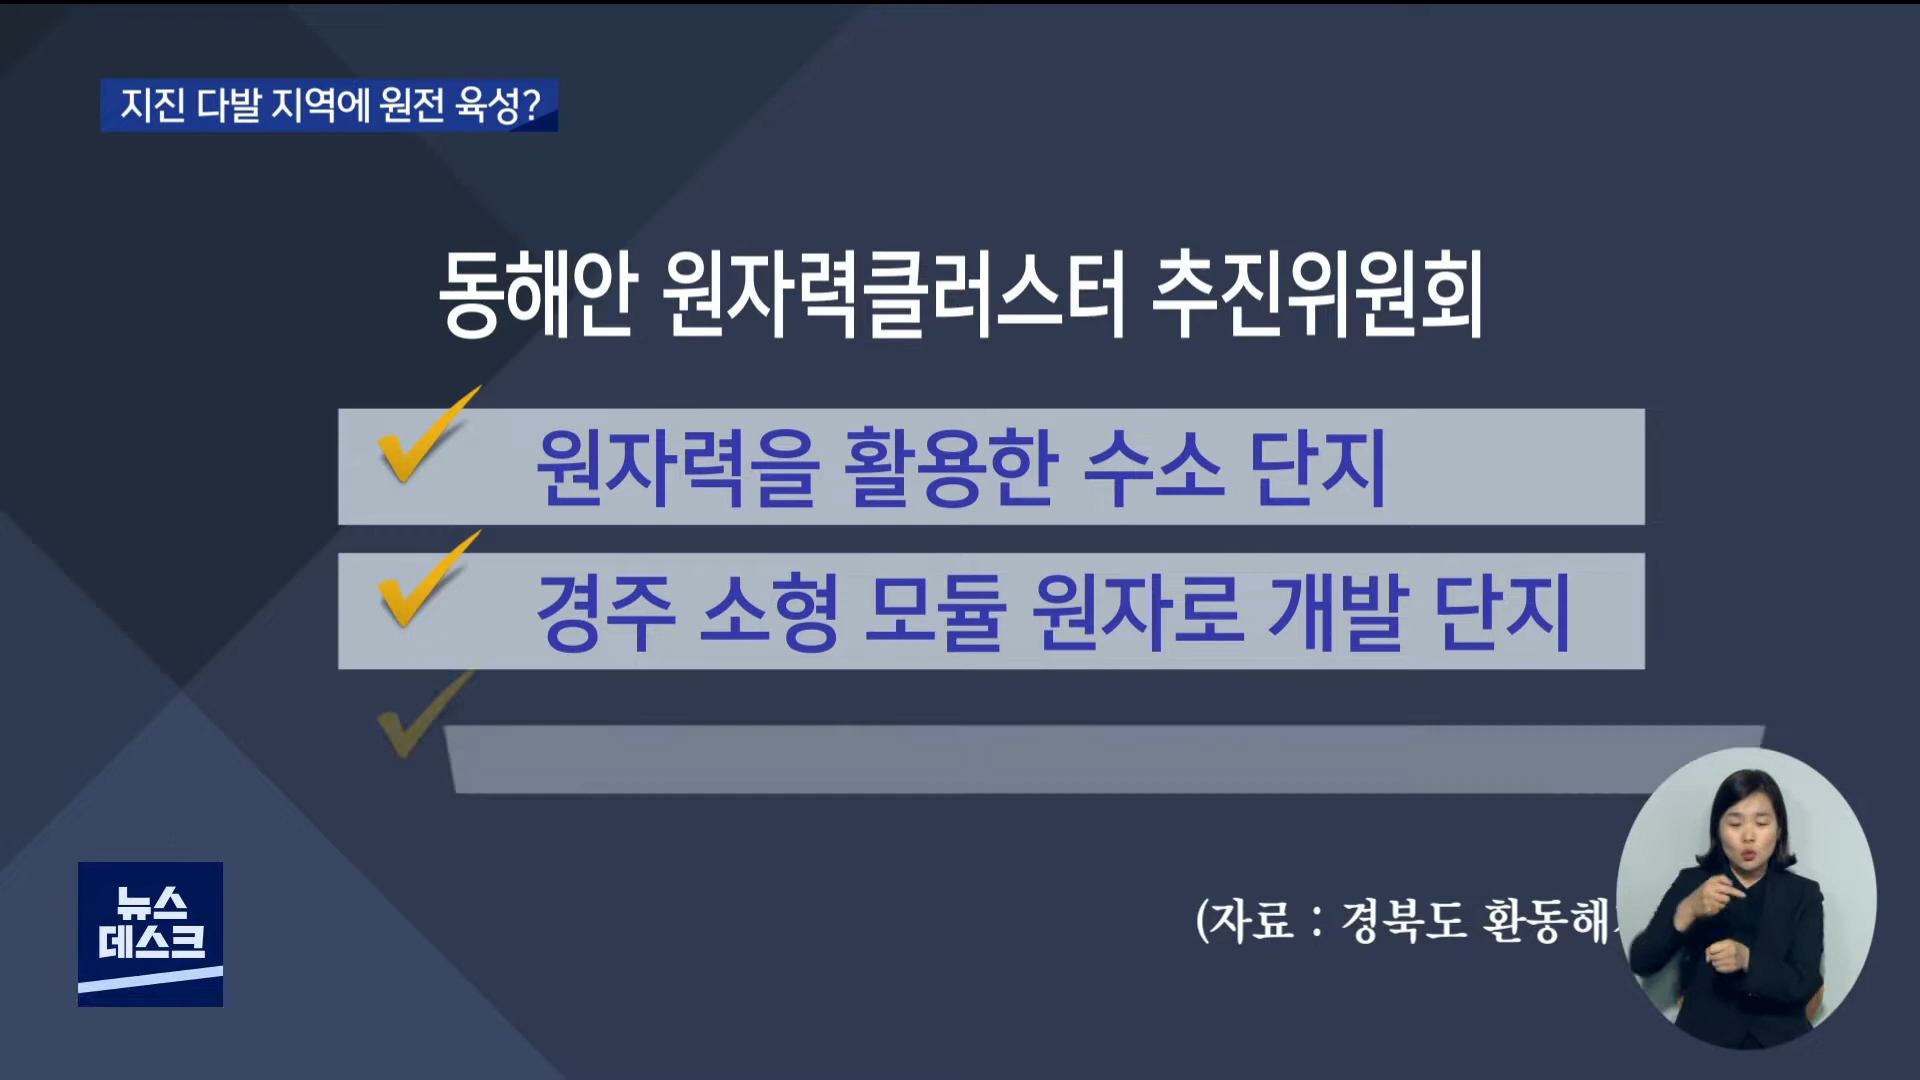 지진 다발 지역에 원전 육성?
동해안 원자력클러스터 추진위원회
원자력을 활용한 수소 단지
경주 소형 모듈 원자로 개발 단지
(자료 : 경북도 환동해
뉴스
데스크